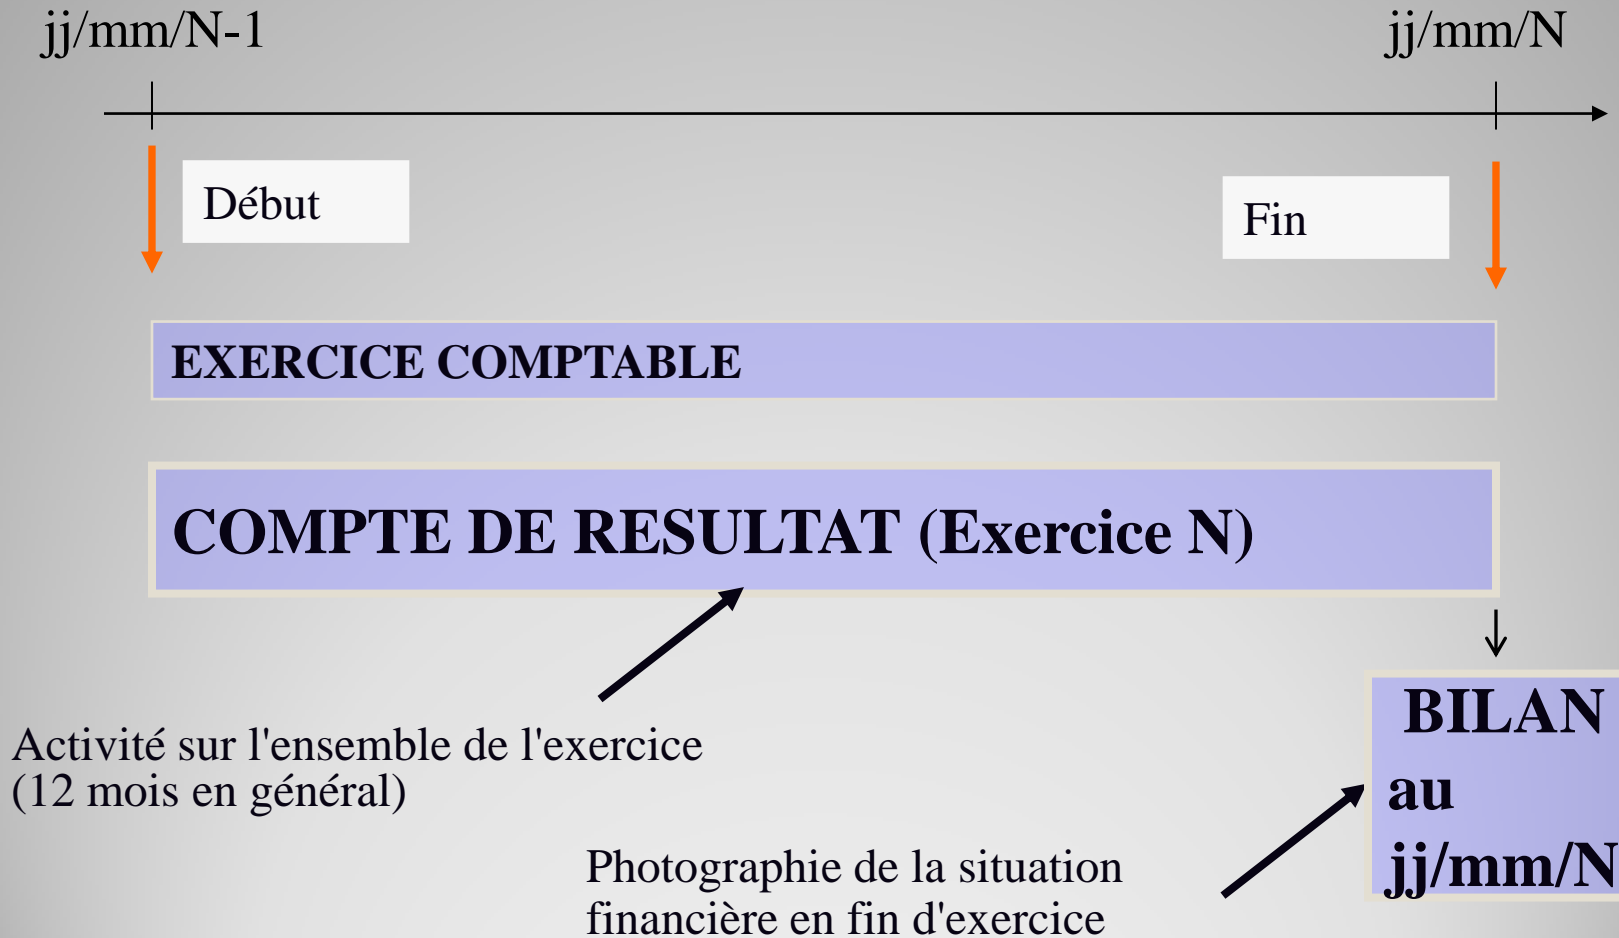 jj/mm/N-1
jj/mm/N
Début
Fin
EXERCICE COMPTABLE
COMPTE DE RESULTAT (Exercice N)
Activité sur l'ensemble de l'exercice
(12 mois en général)
BILAN
au
jj/mm/N
Photographie de la situation
financière en fin d'exercice